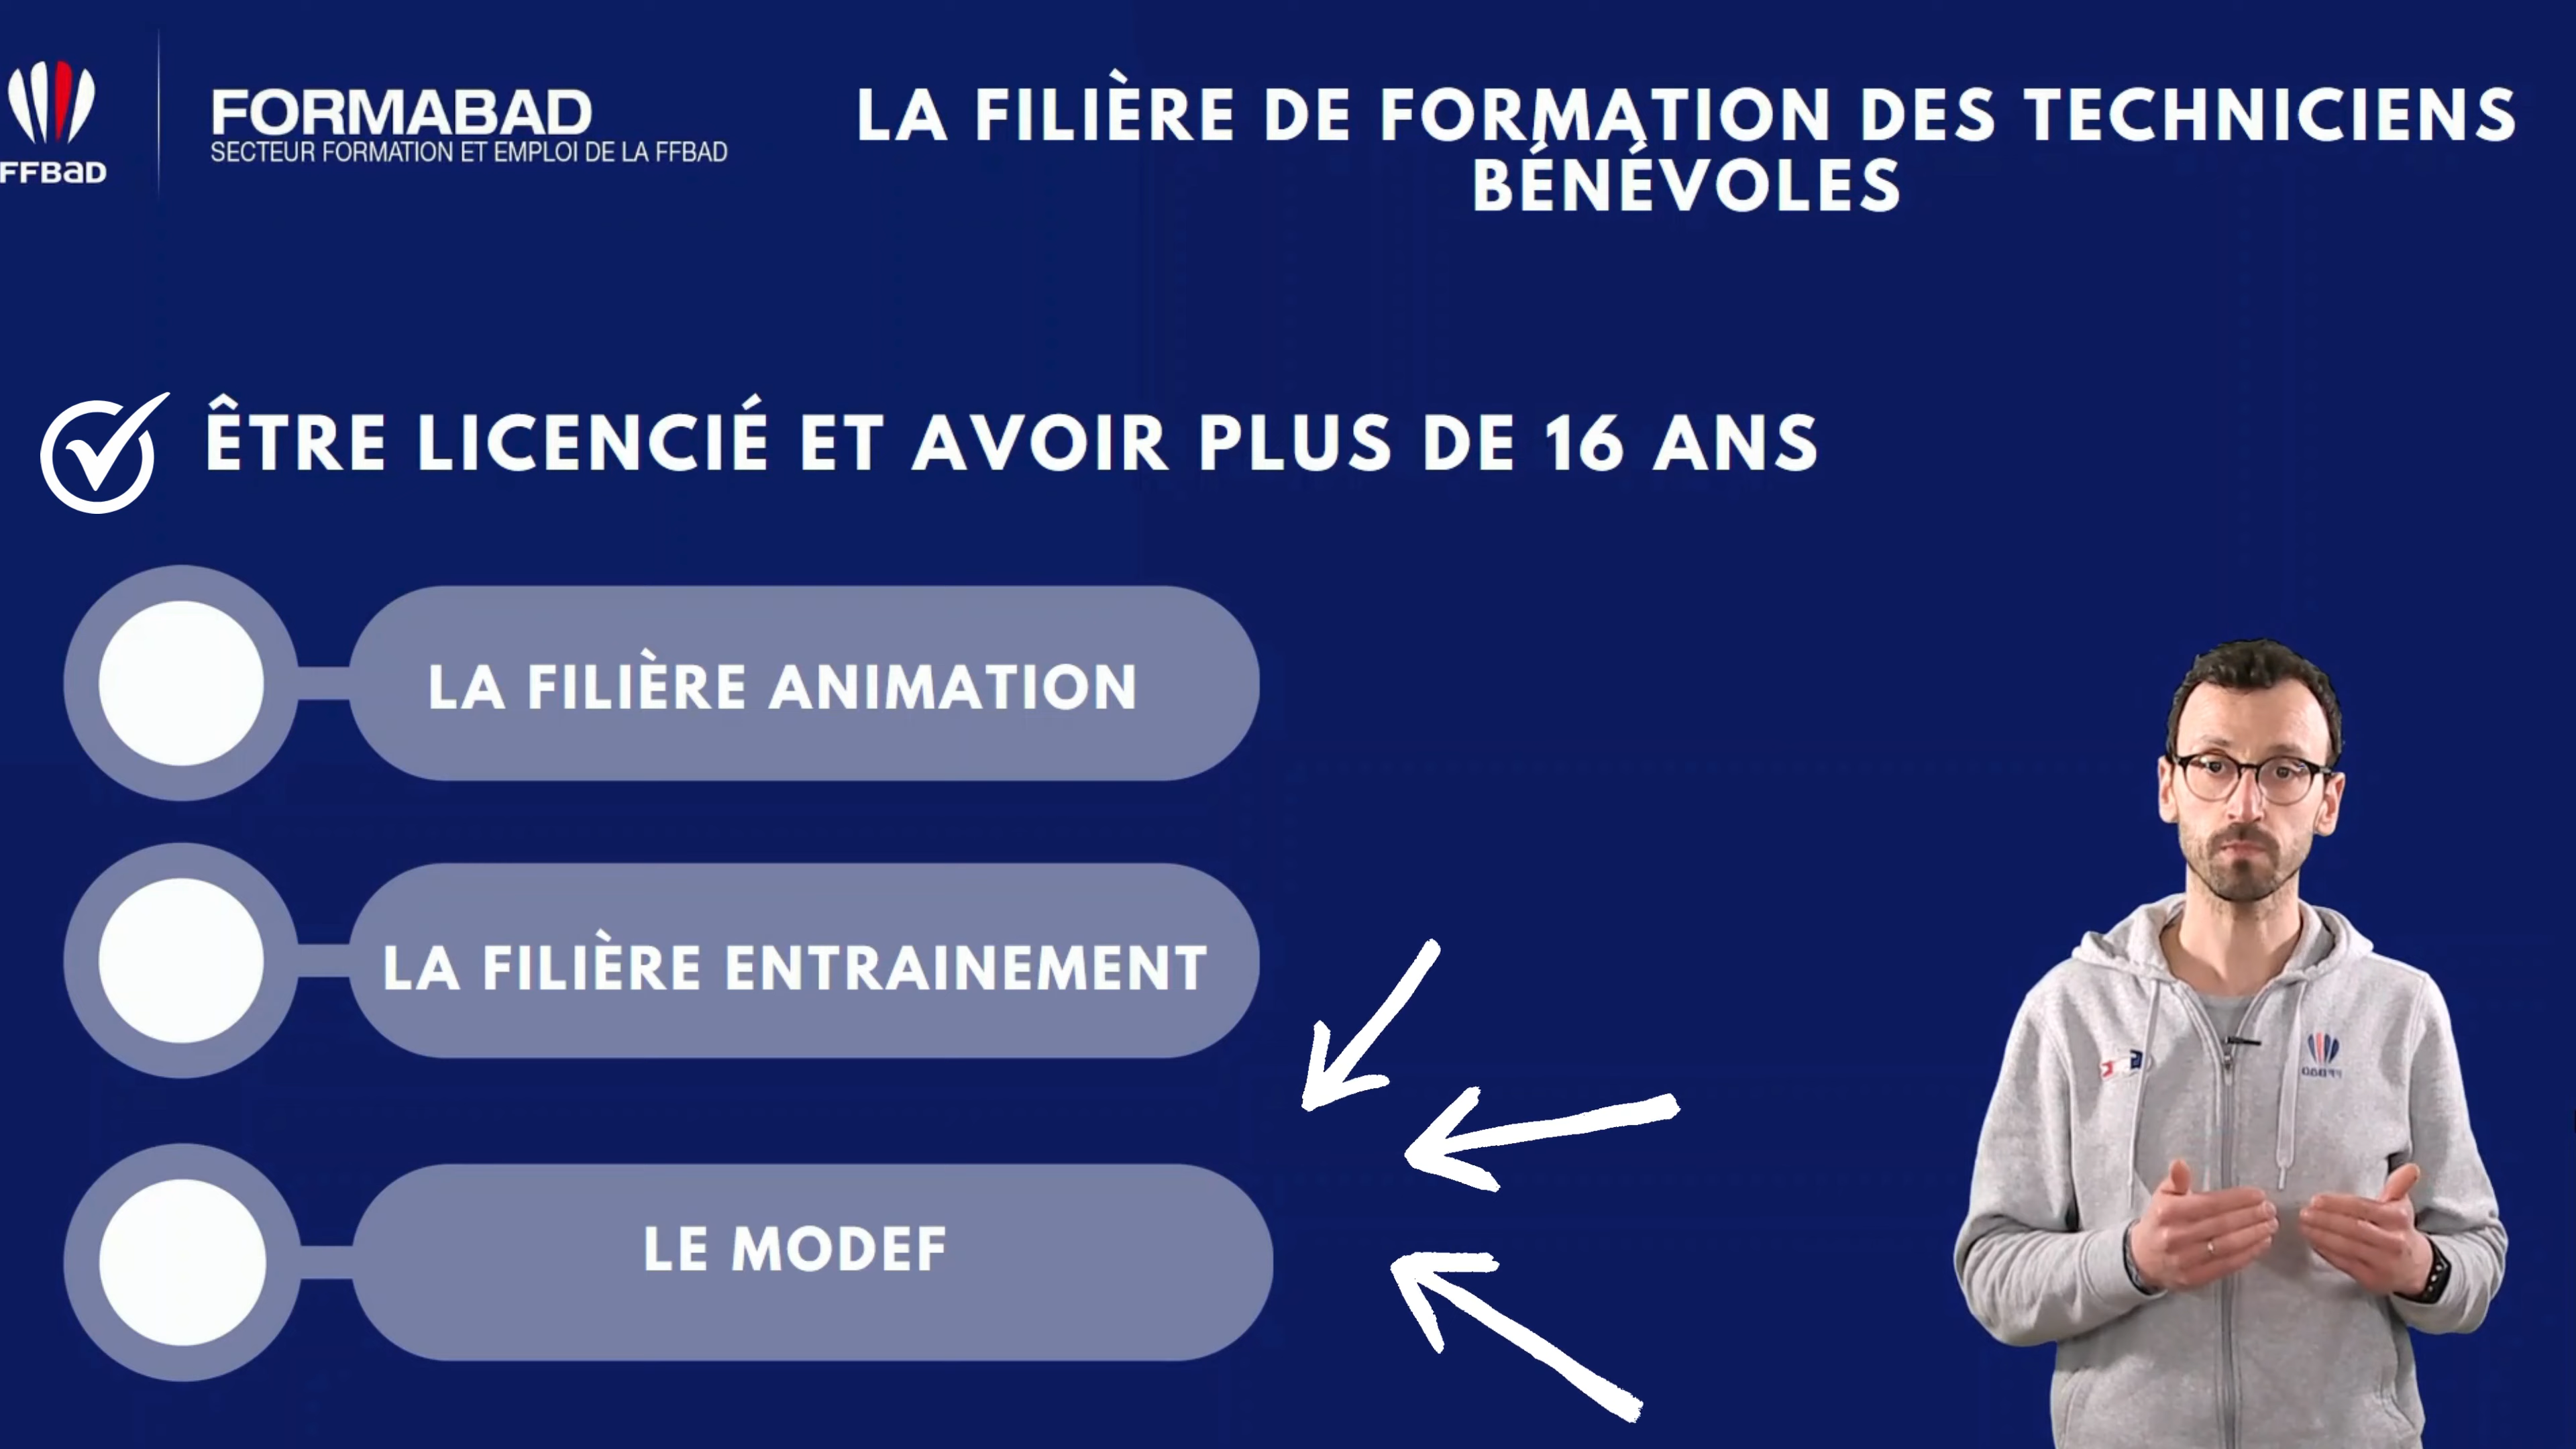 FFBaD
FORMABAD
SECTEUR FORMATION ET EMPLOI DE LA FFBAD
LA FILIÈRE DE FORMATION DES TECHNICIENS
BÉNÉVOLES
ÊTRE LICENCIÉ ET AVOIR PLUS DE 16 ANS
LA FILIÈRE ANIMATION
LA FILIÈRE ENTRAINEMENT
LE MODEF
FFBaD